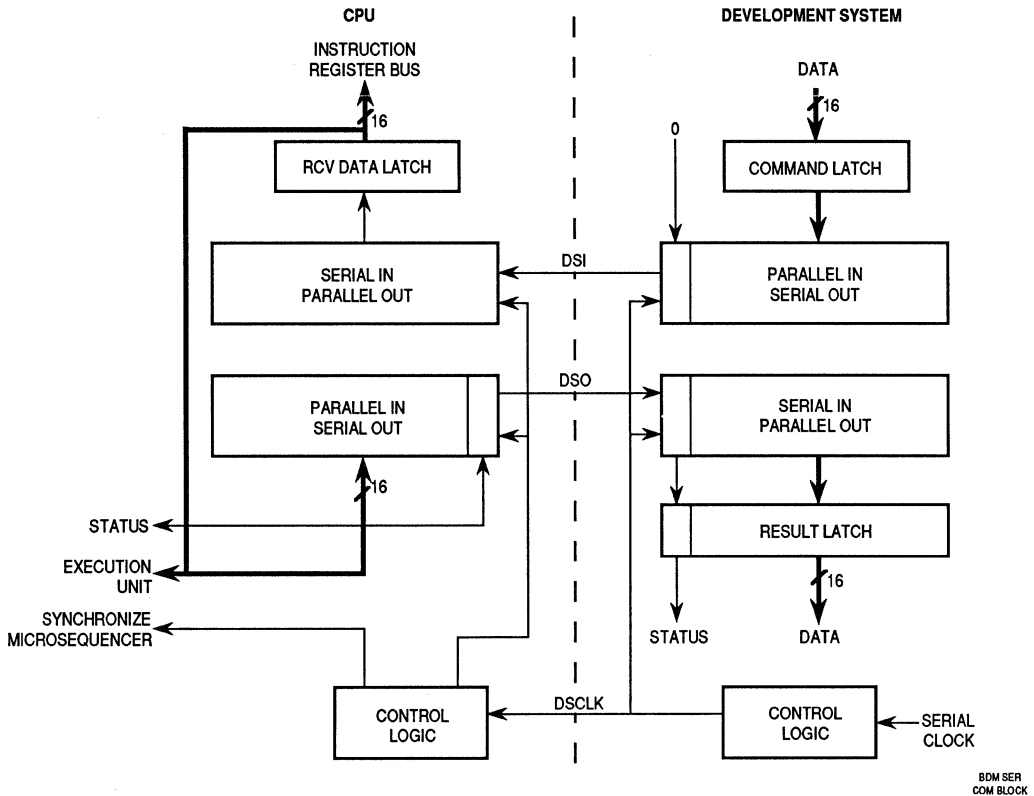 CPU
DEVELOPMENT SYSTEM
INSTRUCTION
REGISTER BUS
16
DATA
16
0
RCV DATA LATCH
COMMAND LATCH
SERIAL IN
PARALLEL OUT
DSI
PARALLEL IN
SERIAL OUT
PARALLEL IN
SERIAL OUT
DSO
SERIAL IN
PARALLEL OUT
16
STATUS
RESULT LATCH
EXECUTION
UNIT
16
SYNCHRONIZE
MICROSEQUENCER
STATUS
DATA
CONTROL
LOGIC
DSCLK
CONTROL
LOGIC
SERIAL
CLOCK
BDM SER
COM BLOCK